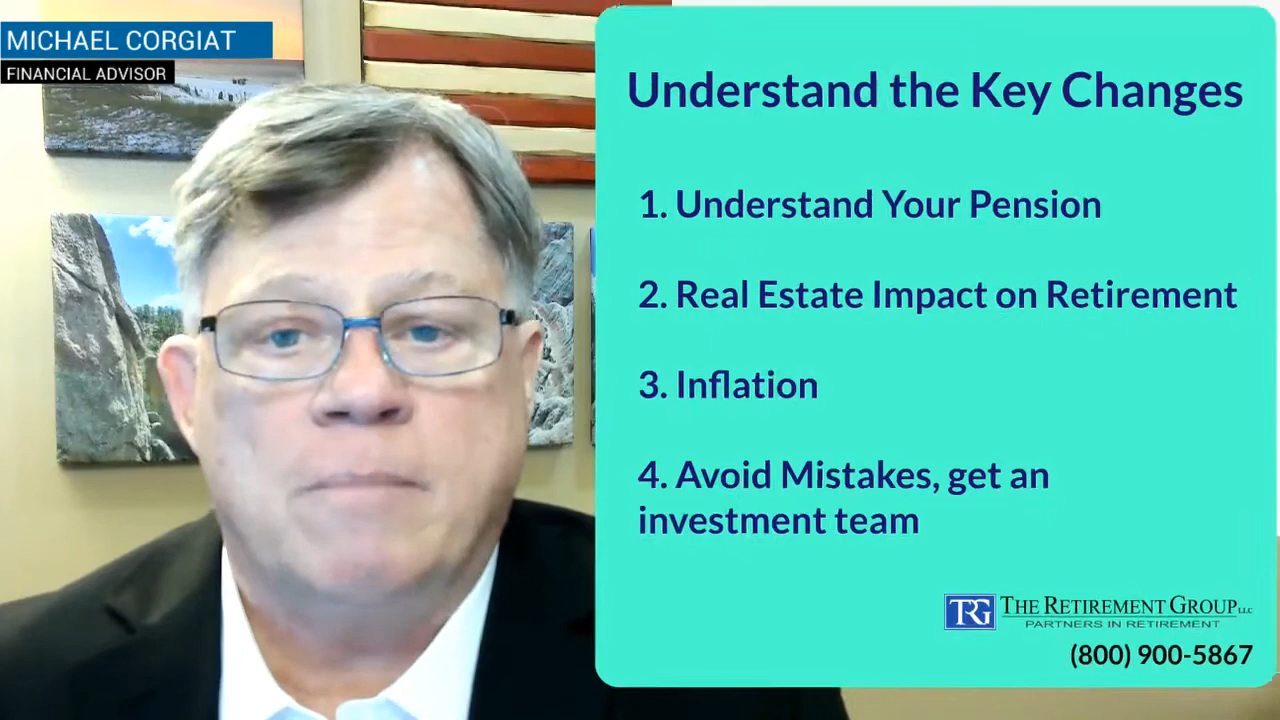 MICHAEL CORGIAT
FINANCIAL ADVISOR
Understand the Key Changes
1. Understand Your Pension
2. Real Estate Impact on Retirement
3. Inflation
4. Avoid Mistakes, get an
investment team
TRG THE RETIREMENT GROUP LLC
PARTNERS IN RETIREMENT
(800) 900-5867